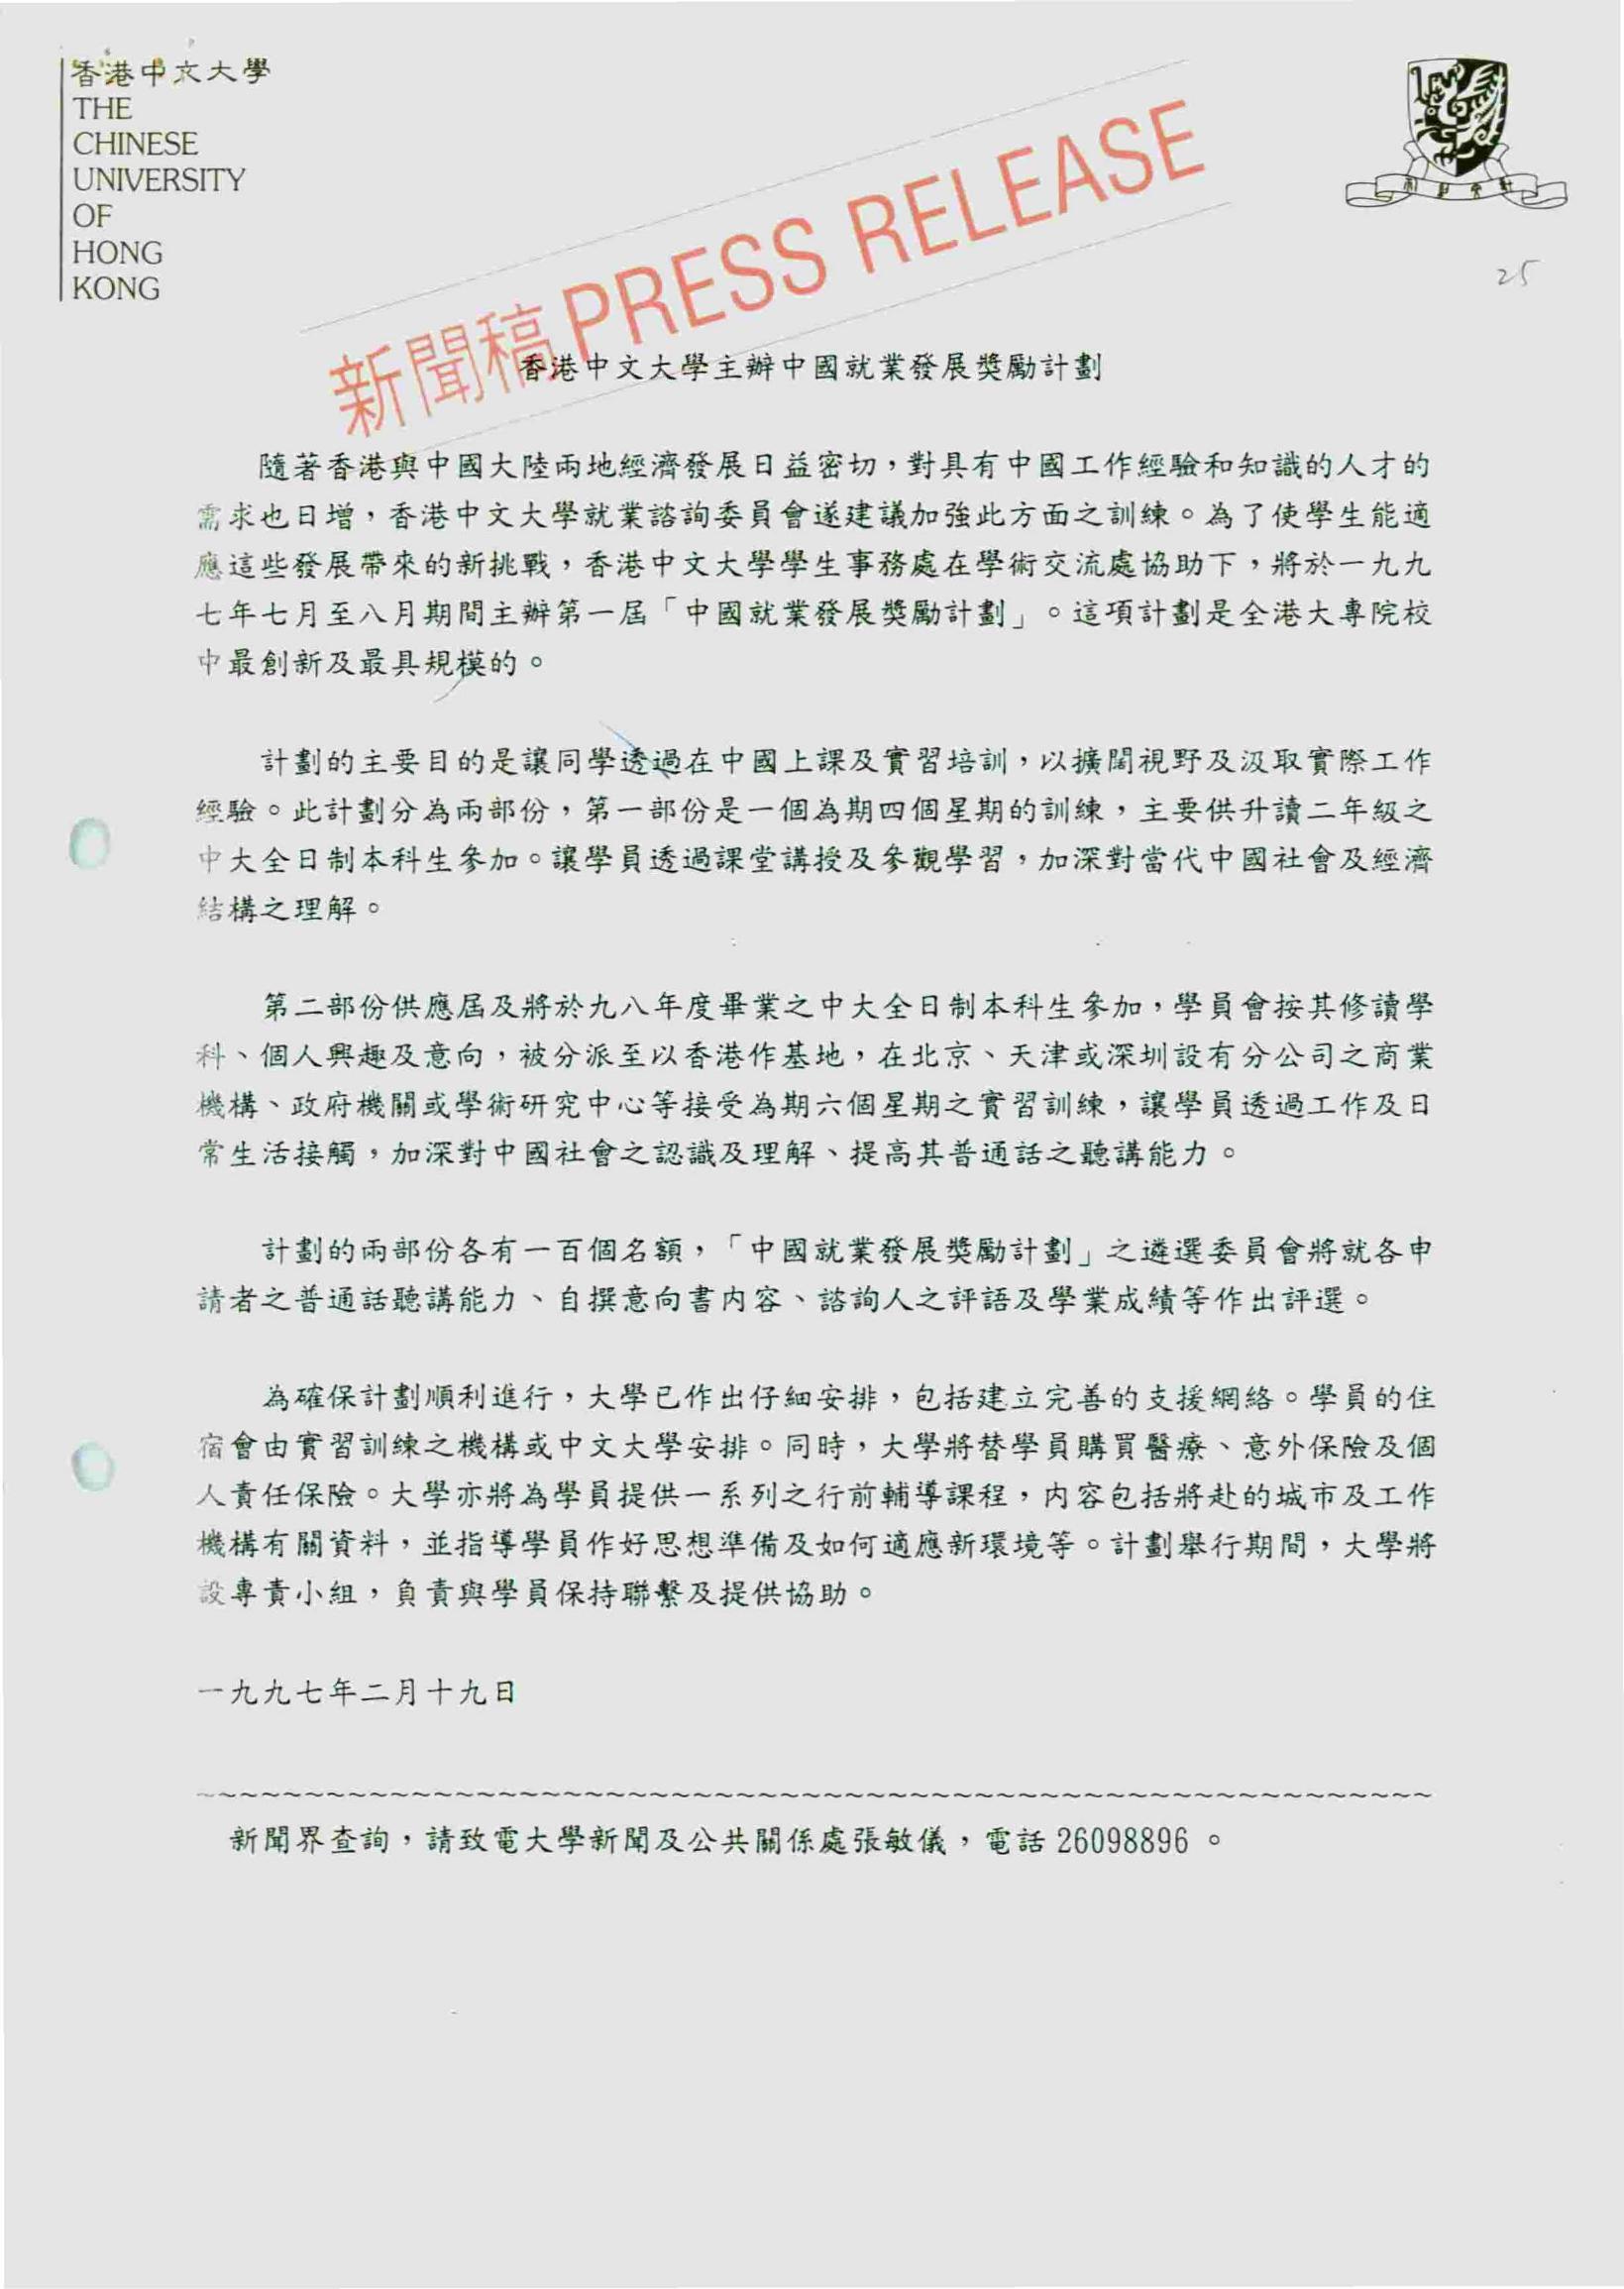 香港中文大學
THE
CHINESE
UNIVERSITY
OF
HONG
KONG
新聞稿 PRESS RELEASE
25
香港中文大學主辦中國就業發展獎勵計劃
隨著香港與中國大陸兩地經濟發展日益密切，對具有中國工作經驗和知識的人才的
需求也日增，香港中文大學就業諮詢委員會遂建議加強此方面之訓練。為了使學生能適
應這些發展帶來的新挑戰，香港中文大學學生事務處在學術交流處協助下，將於一九九
七年七月至八月期間主辦第一屆「中國就業發展獎勵計劃」。這項計劃是全港大專院校
中最創新及最具規模的。
計劃的主要目的是讓同學透過在中國上課及實習培訓，以擴闊視野及汲取實際工作
經驗。此計劃分為兩部份，第一部份是一個為期四個星期的訓練，主要供升讀二年級之
中大全日制本科生參加。讓學員透過課堂講授及參觀學習，加深對當代中國社會及經濟
結構之理解。
第二部份供應屆及將於九八年度畢業之中大全日制本科生參加，學員會按其修讀學
科、個人興趣及意向，被分派至以香港作基地，在北京、天津或深圳設有分公司之商業
機構、政府機關或學術研究中心等接受為期六個星期之實習訓練，讓學員透過工作及日
常生活接觸，加深對中國社會之認識及理解、提高其普通話之聽講能力。
計劃的兩部份各有一百個名額，「中國就業發展獎勵計劃」之遴選委員會將就各申
請者之普通話聽講能力、自撰意向書內容、諮詢人之評語及學業成績等作出評選。
為確保計劃順利進行，大學已作出仔細安排，包括建立完善的支援網絡。學員的住
宿會由實習訓練之機構或中文大學安排。同時，大學將替學員購買醫療、意外保險及個
人責任保險。大學亦將為學員提供一系列之行前輔導課程，內容包括將赴的城市及工作
機構有關資料，並指導學員作好思想準備及如何適應新環境等。計劃舉行期間，大學將
設專責小組，負責與學員保持聯繫及提供協助。
一九九七年二月十九日
~~~~~~~~~~~~~~~~~~~~~~~~~~~~~~~~~~~~~~~~~~~~~~~~~~~~~~~~~~~~
新聞界查詢，請致電大學新聞及公共關係處張敏儀，電話 26098896 。